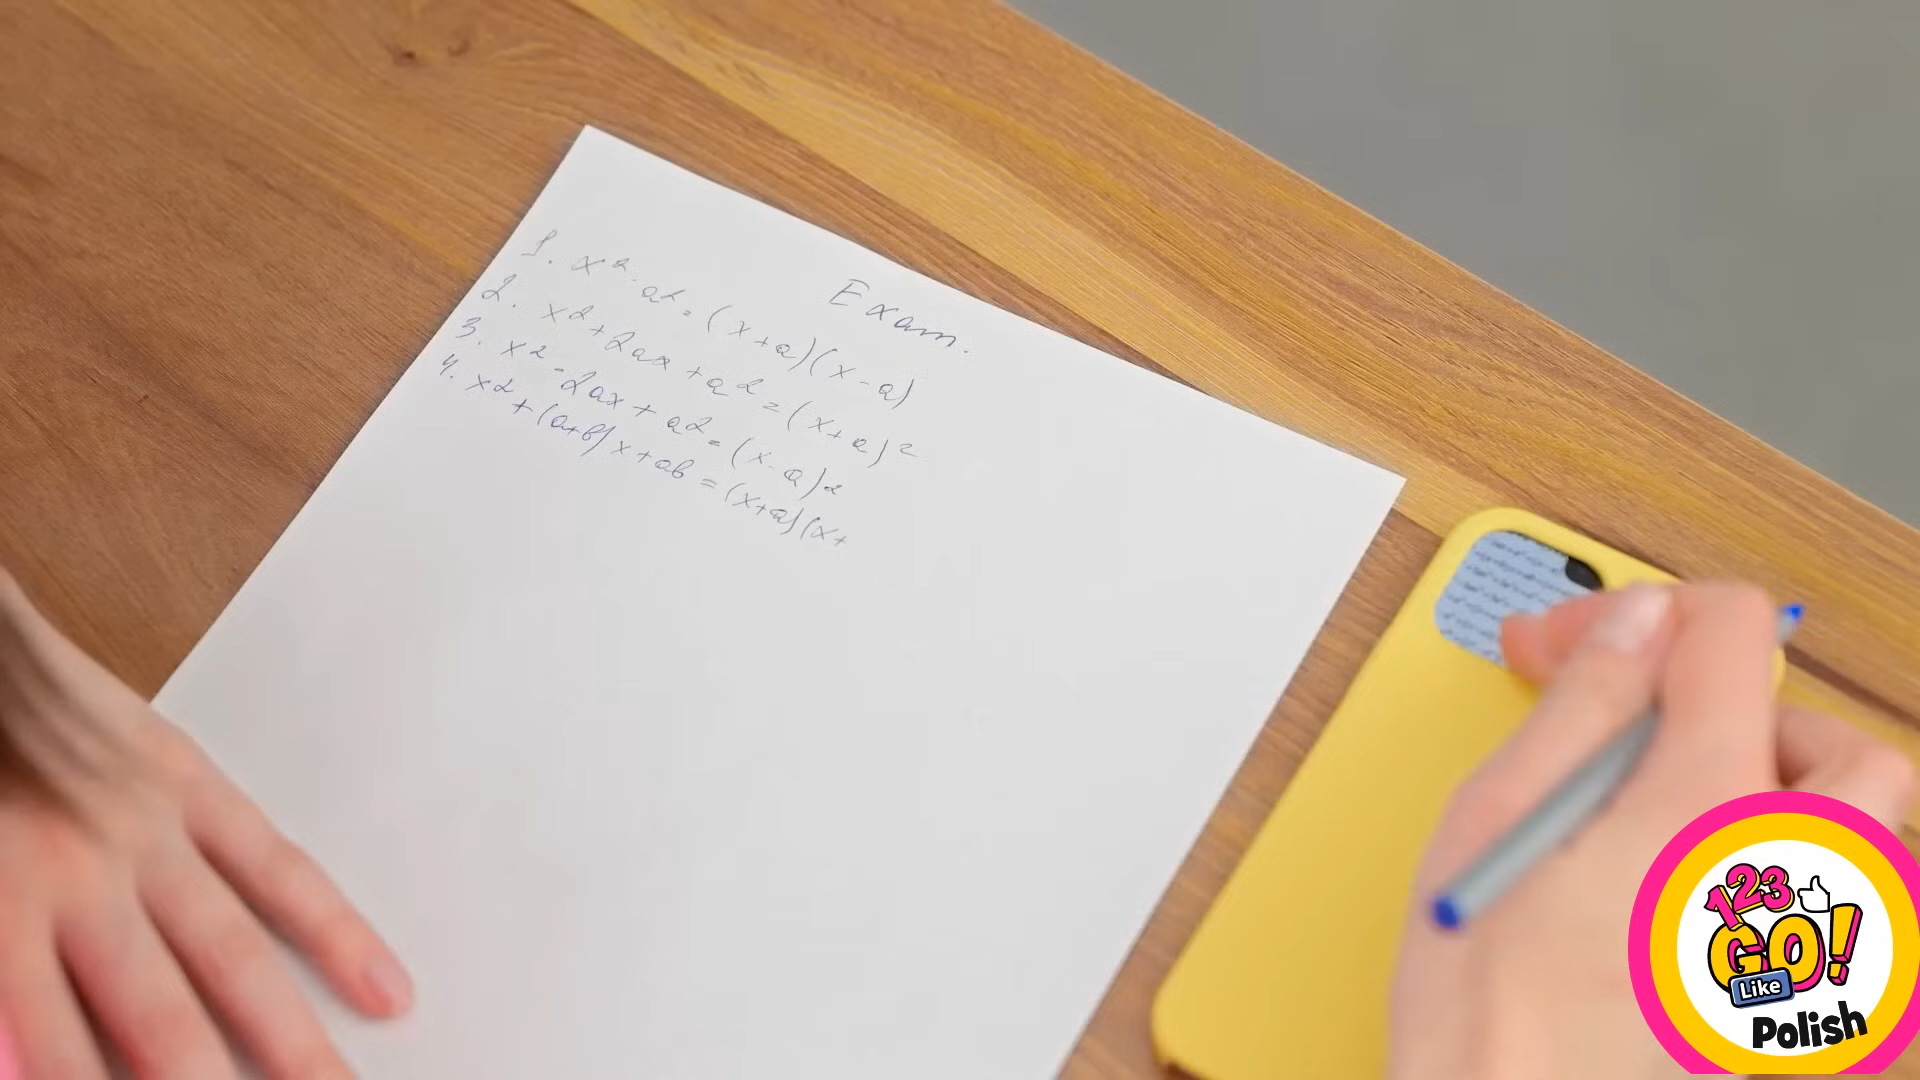 Exam.
1. x² - a2 = (x+a)(x-a)
2. x2 + 2ax + a2 = (x+a)²
3. x2 - 2ax + a2 = (x-a)2
4. x2 + (a+b)x + ab = (x+a)(x+
123
GO!
Like
Polish